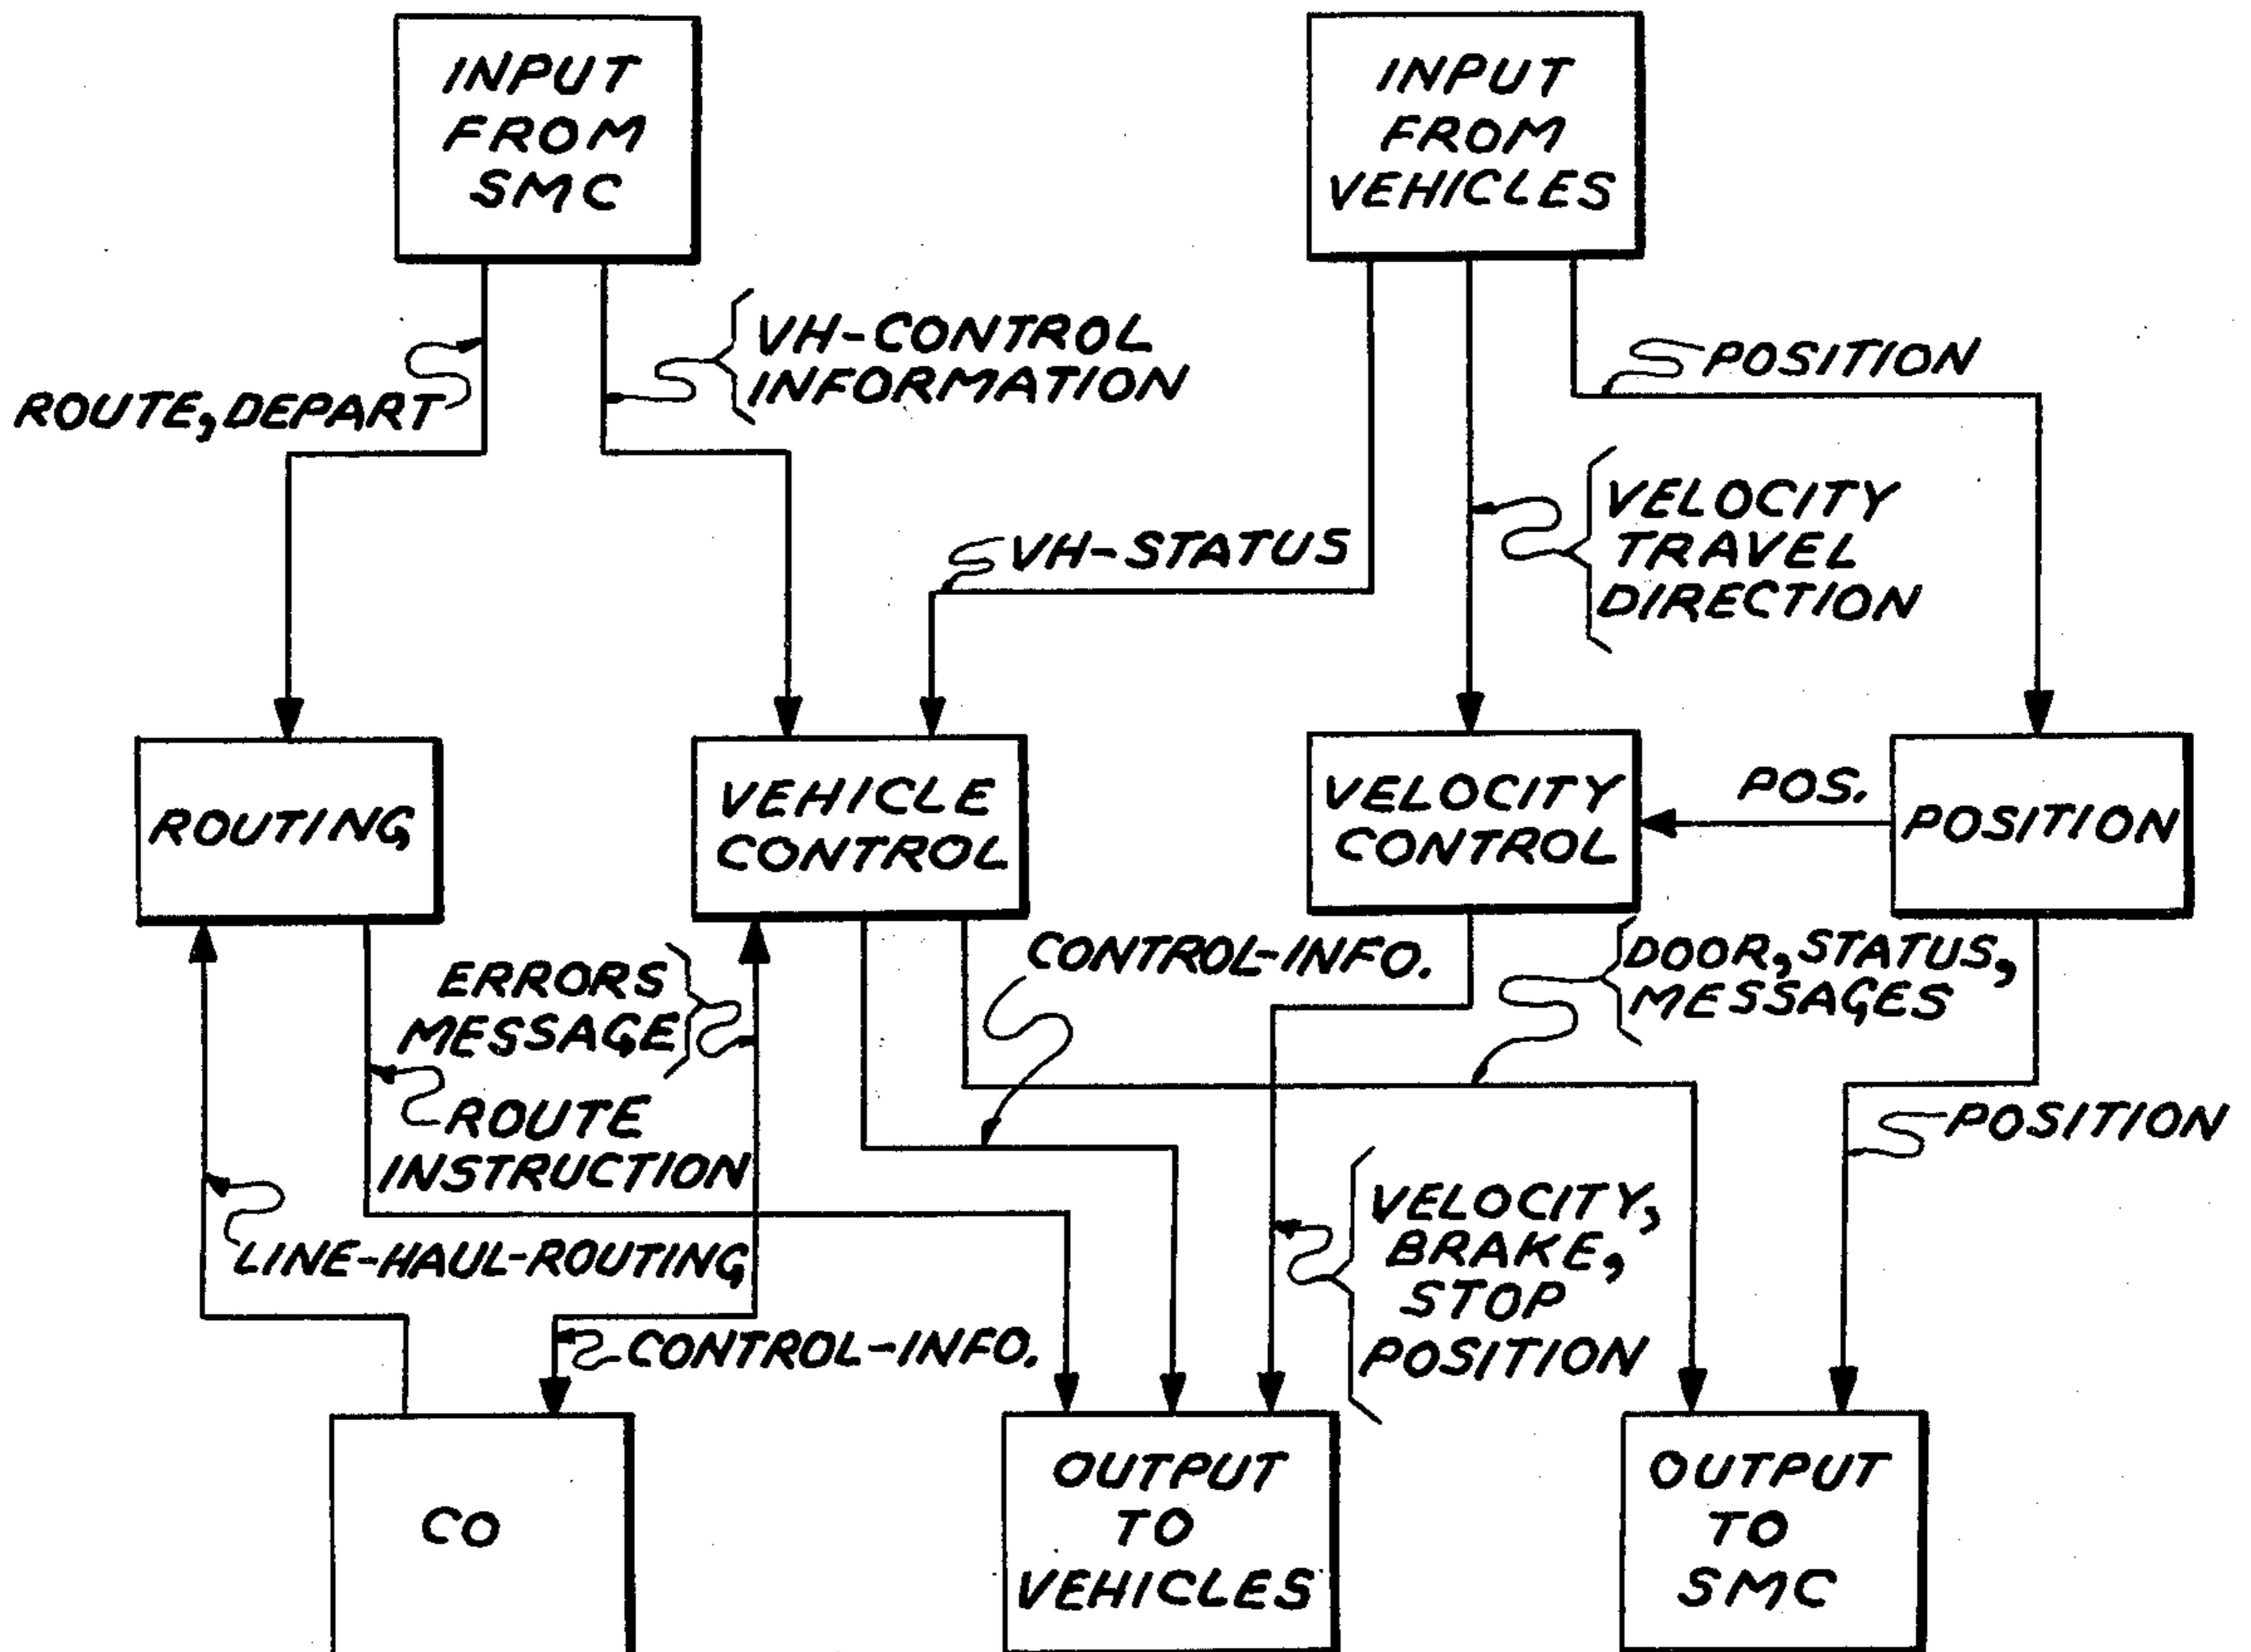 INPUT
FROM
SMC
INPUT
FROM
VEHICLES
ROUTE, DEPART
VH-CONTROL
INFORMATION
POSITION
VH-STATUS
VELOCITY
TRAVEL
DIRECTION
ROUTING
VEHICLE
CONTROL
VELOCITY
CONTROL
POS.
POSITION
ERRORS
MESSAGE
CONTROL-INFO.
DOOR, STATUS,
MESSAGES
ROUTE
INSTRUCTION
POSITION
LINE-HAUL-ROUTING
VELOCITY,
BRAKE,
STOP
POSITION
CONTROL-INFO.
CO
OUTPUT
TO
VEHICLES
OUTPUT
TO
SMC